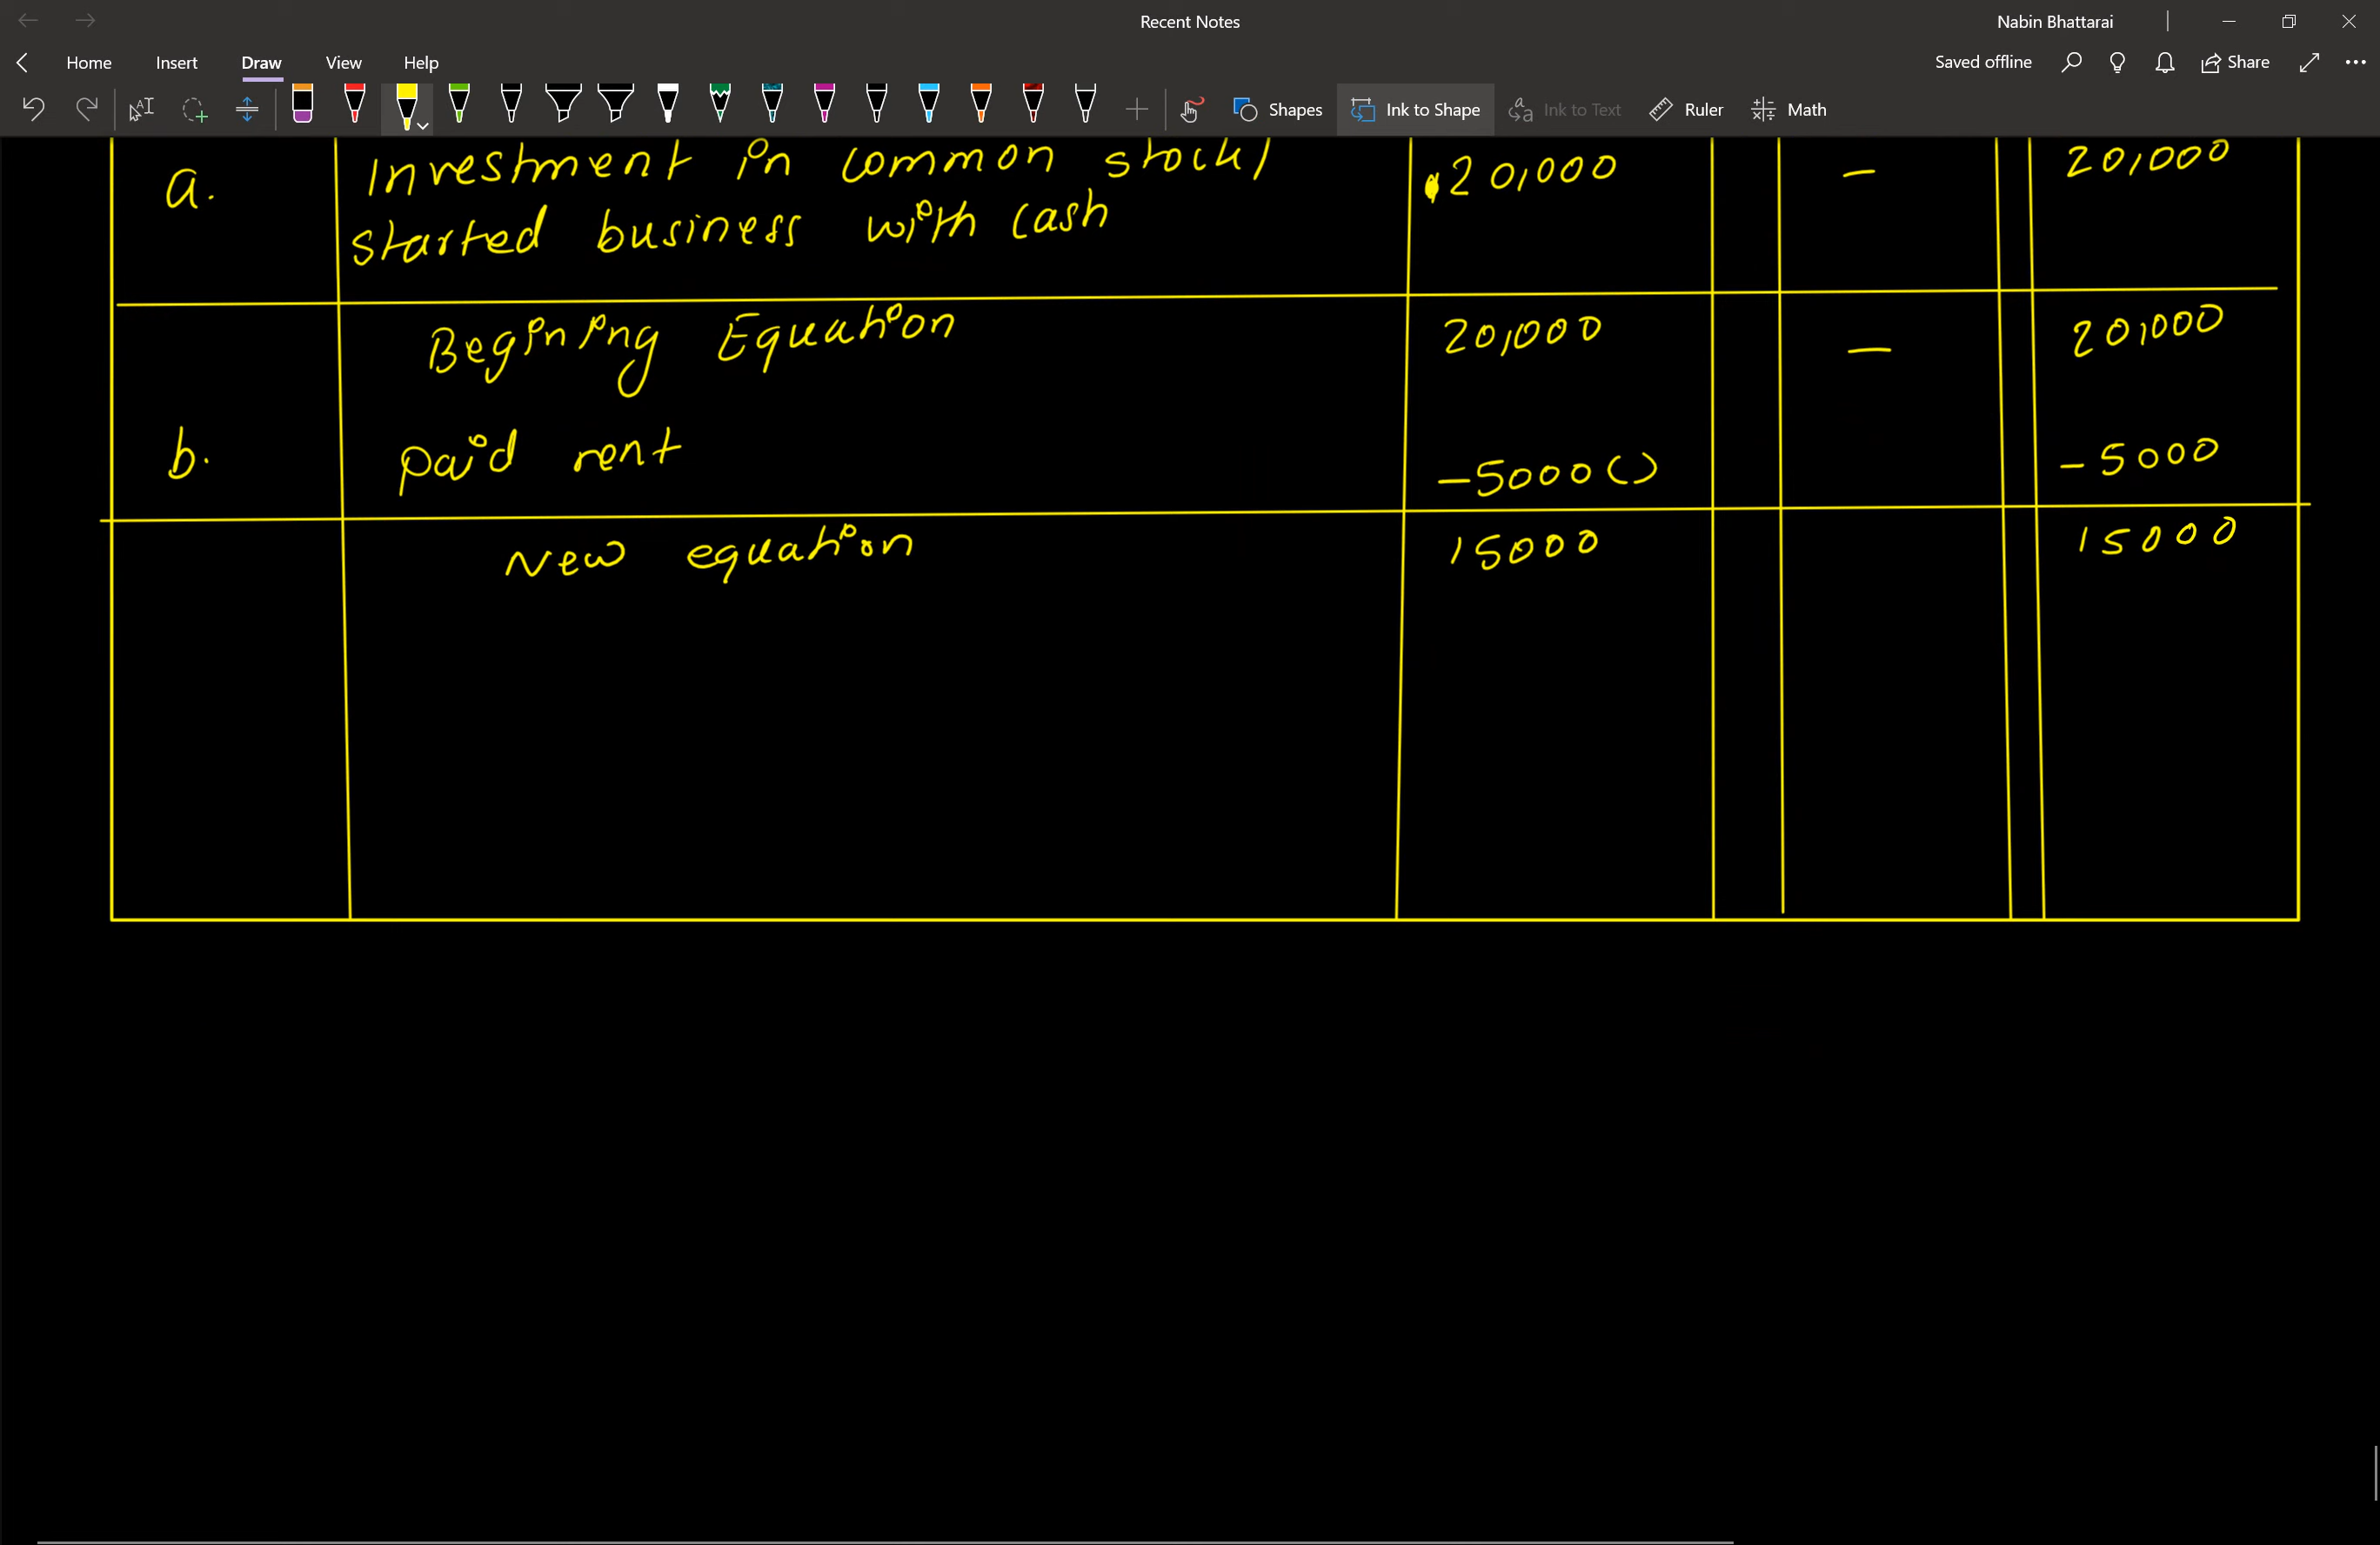 Recent Notes
Nabin Bhattarai
Home Insert Draw View Help
Saved offline
Share
Shapes
Ink to Shape
Ink to Text
Ruler
Math
a. Investment in common stock/ 20,000 - 20,000
started business with cash
Begining Equation 20,000 - 20,000
b. paid rent -5000 () -5000
New equation 15000 15000